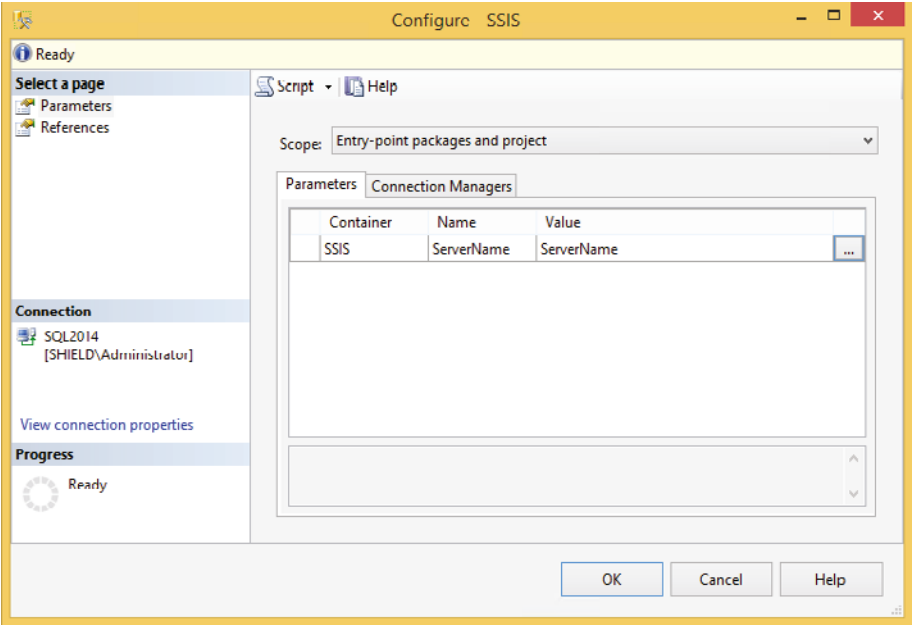 Configure SSIS
Ready
Select a page
Parameters
References
Script Help
Scope: Entry-point packages and project
Parameters Connection Managers
Container Name Value
SSIS ServerName ServerName ...
Connection
SQL2014
[SHIELD\Administrator]
View connection properties
Progress
Ready
OK Cancel Help